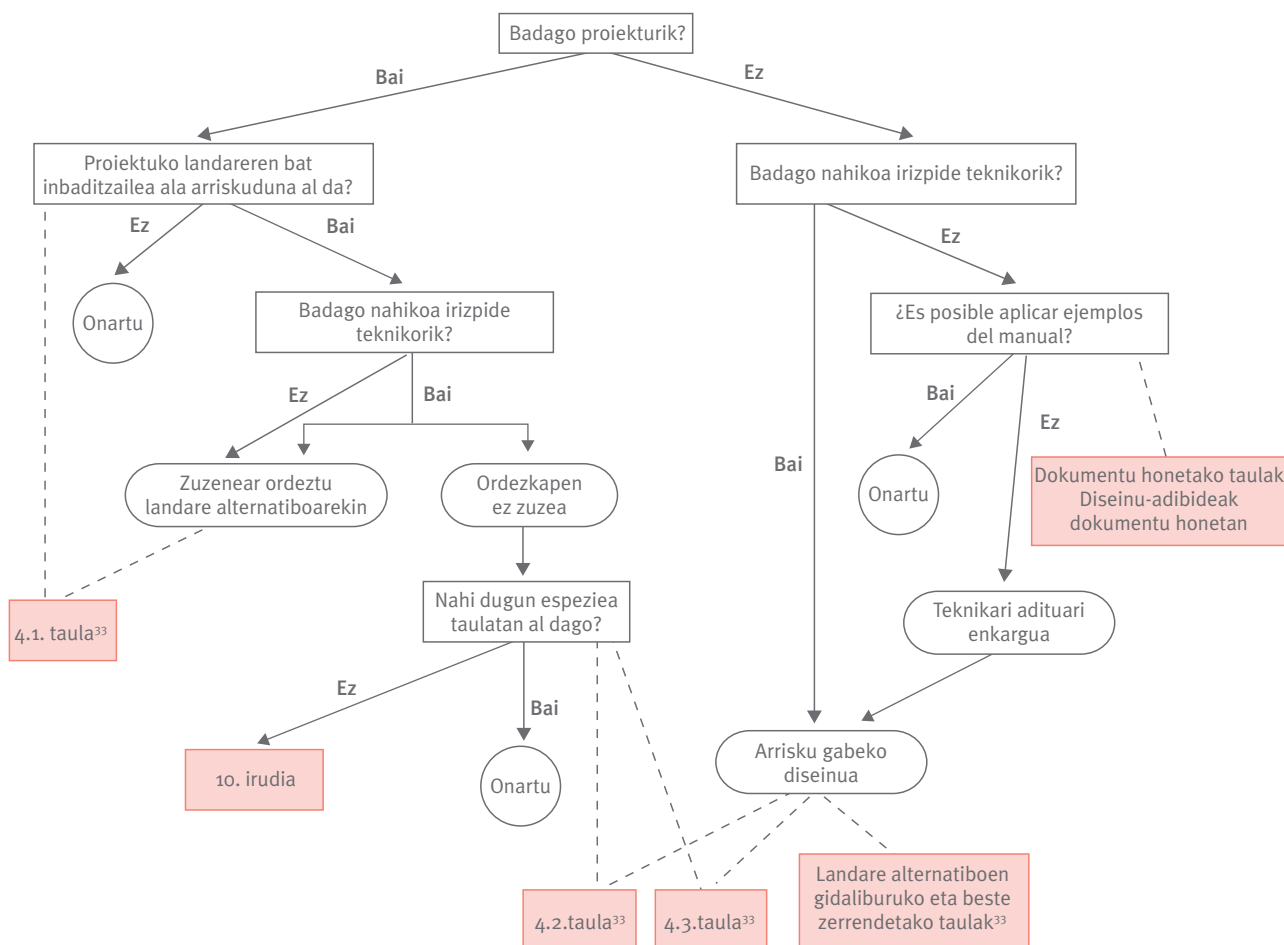 Badago proiekturik?
Bai
Ez
Proiektuko landareren bat
inbaditzailea ala arriskuduna al da?
Badago nahikoa irizpide teknikorik?
Ez
Bai
Ez
Onartu
Badago nahikoa irizpide
teknikorik?
¿Es posible aplicar ejemplos
del manual?
Ez
Bai
Bai
Ez
Bai
Zuzenear ordeztu
landare alternatiboarekin
Ordezkapen
ez zuzea
Onartu
Dokumentu honetako taulak
Diseinu-adibideak
dokumentu honetan
4.1. taula³³
Nahi dugun espeziea
taulatan al dago?
Teknikari adituari
enkargua
Ez
Bai
10. irudia
Onartu
Arrisku gabeko
diseinua
4.2.taula³³
4.3.taula³³
Landare alternatiboen
gidaliburuko eta beste
zerrendetako taulak³³